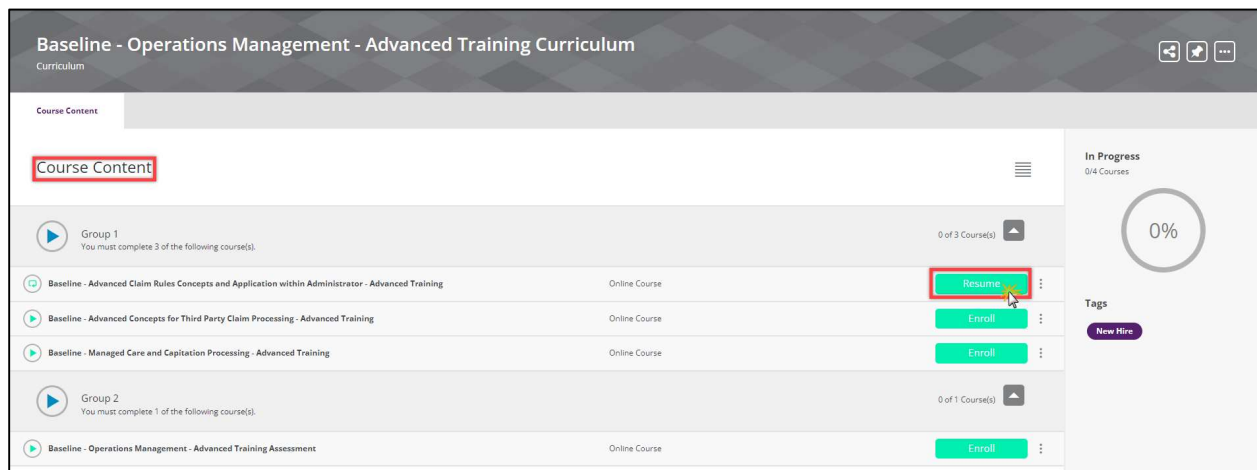 Baseline - Operations Management - Advanced Training Curriculum
Curriculum
Course Content
Course Content
In Progress
0/4 Courses
0%
Group 1
You must complete 3 of the following course(s).
0 of 3 Course(s)
Baseline - Advanced Claim Rules Concepts and Application within Administrator - Advanced Training
Online Course
Resume
Baseline - Advanced Concepts for Third Party Claim Processing - Advanced Training
Online Course
Enroll
Baseline - Managed Care and Capitation Processing - Advanced Training
Online Course
Enroll
Tags
New Hire
Group 2
You must complete 1 of the following course(s).
0 of 1 Course(s)
Baseline - Operations Management - Advanced Training Assessment
Online Course
Enroll